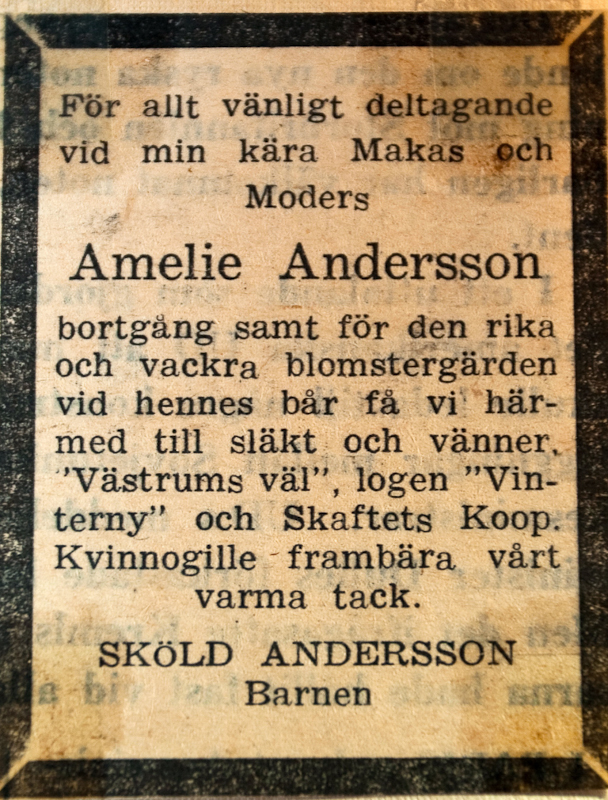 För allt vänligt deltagande
vid min kära Makas och
Moders
Amelie Andersson
bortgång samt för den rika
och vackra blomstergärden
vid hennes bår få vi här-
med till släkt och vänner,
"Västrums väl", logen "Vin-
terny" och Skaftets Koop.
Kvinnogille frambära vårt
varma tack.
SKÖLD ANDERSSON
Barnen